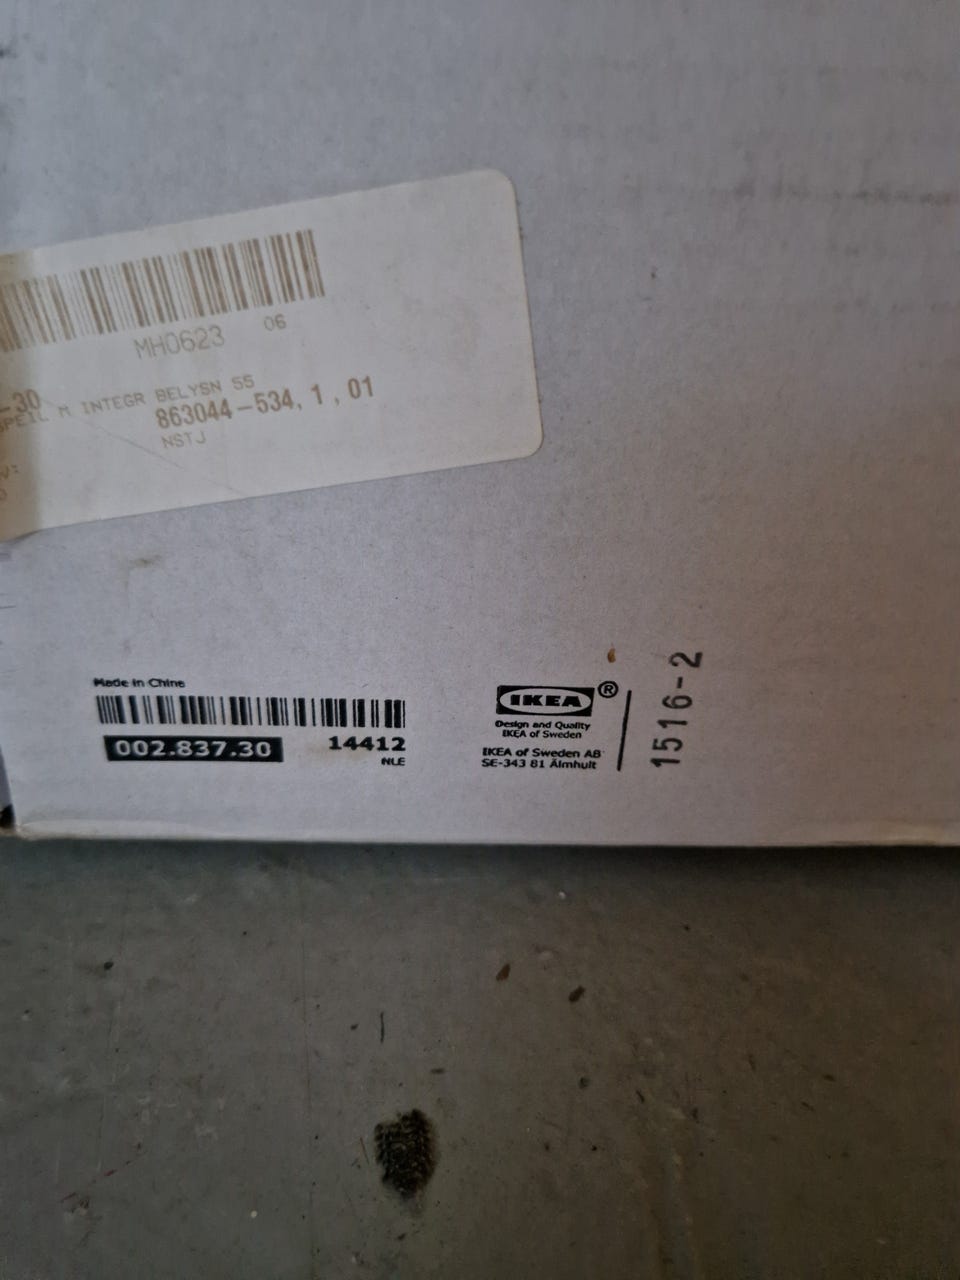 MH0623 06
-30
SPEIL M INTEGR BELYSN 55
863044-534, 1, 01
NSTJ
Made in China
002.837.30
14412
NLE
IKEA®
Design and Quality
IKEA of Sweden
IKEA of Sweden AB
SE-343 81 Älmhult
1516-2